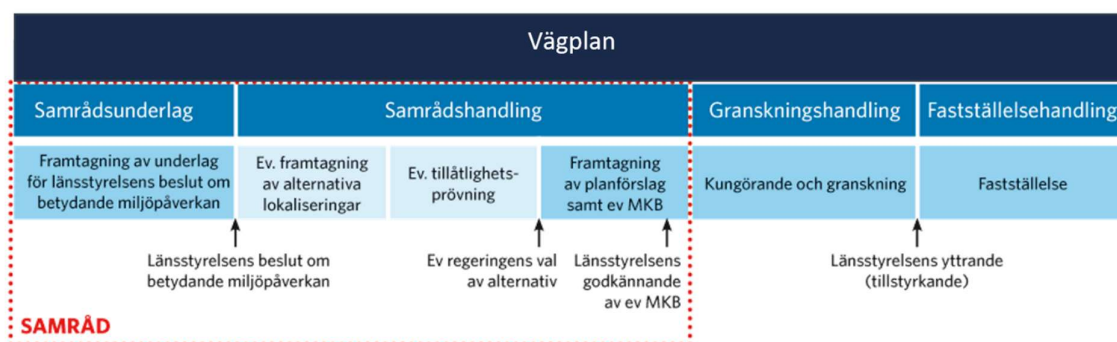 Vägplan
Samrådsunderlag
Samrådshandling
Granskningshandling
Fastställelsehandling
Framtagning av underlag
för länsstyrelsens beslut om
betydande miljöpåverkan
Ev. framtagning
av alternativa
lokaliseringar
Ev. tillåtlighets-
prövning
Framtagning
av planförslag
samt ev MKB
Kungörande och granskning
Fastställelse
Länsstyrelsens beslut om
betydande miljöpåverkan
Ev regeringens val
av alternativ
Länsstyrelsens
godkännande
av ev MKB
Länsstyrelsens yttrande
(tillstyrkande)
SAMRÅD